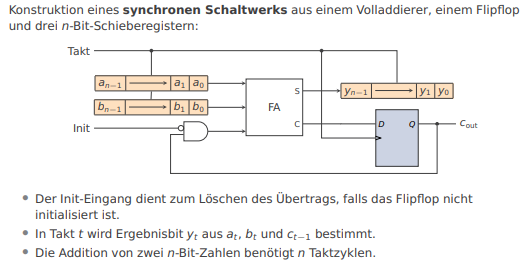 Konstruktion eines synchronen Schaltwerks aus einem Volladdierer, einem Flipflop
und drei n-Bit-Schieberegistern:
Takt
aₙ₋₁ a₁ a₀
bₙ₋₁ b₁ b₀
Init
FA
S
C
yₙ₋₁ y₁ y₀
D Q
c_out
• Der Init-Eingang dient zum Löschen des Übertrags, falls das Flipflop nicht
initialisiert ist.
• In Takt t wird Ergebnisbit yₜ aus aₜ, bₜ und cₜ₋₁ bestimmt.
• Die Addition von zwei n-Bit-Zahlen benötigt n Taktzyklen.